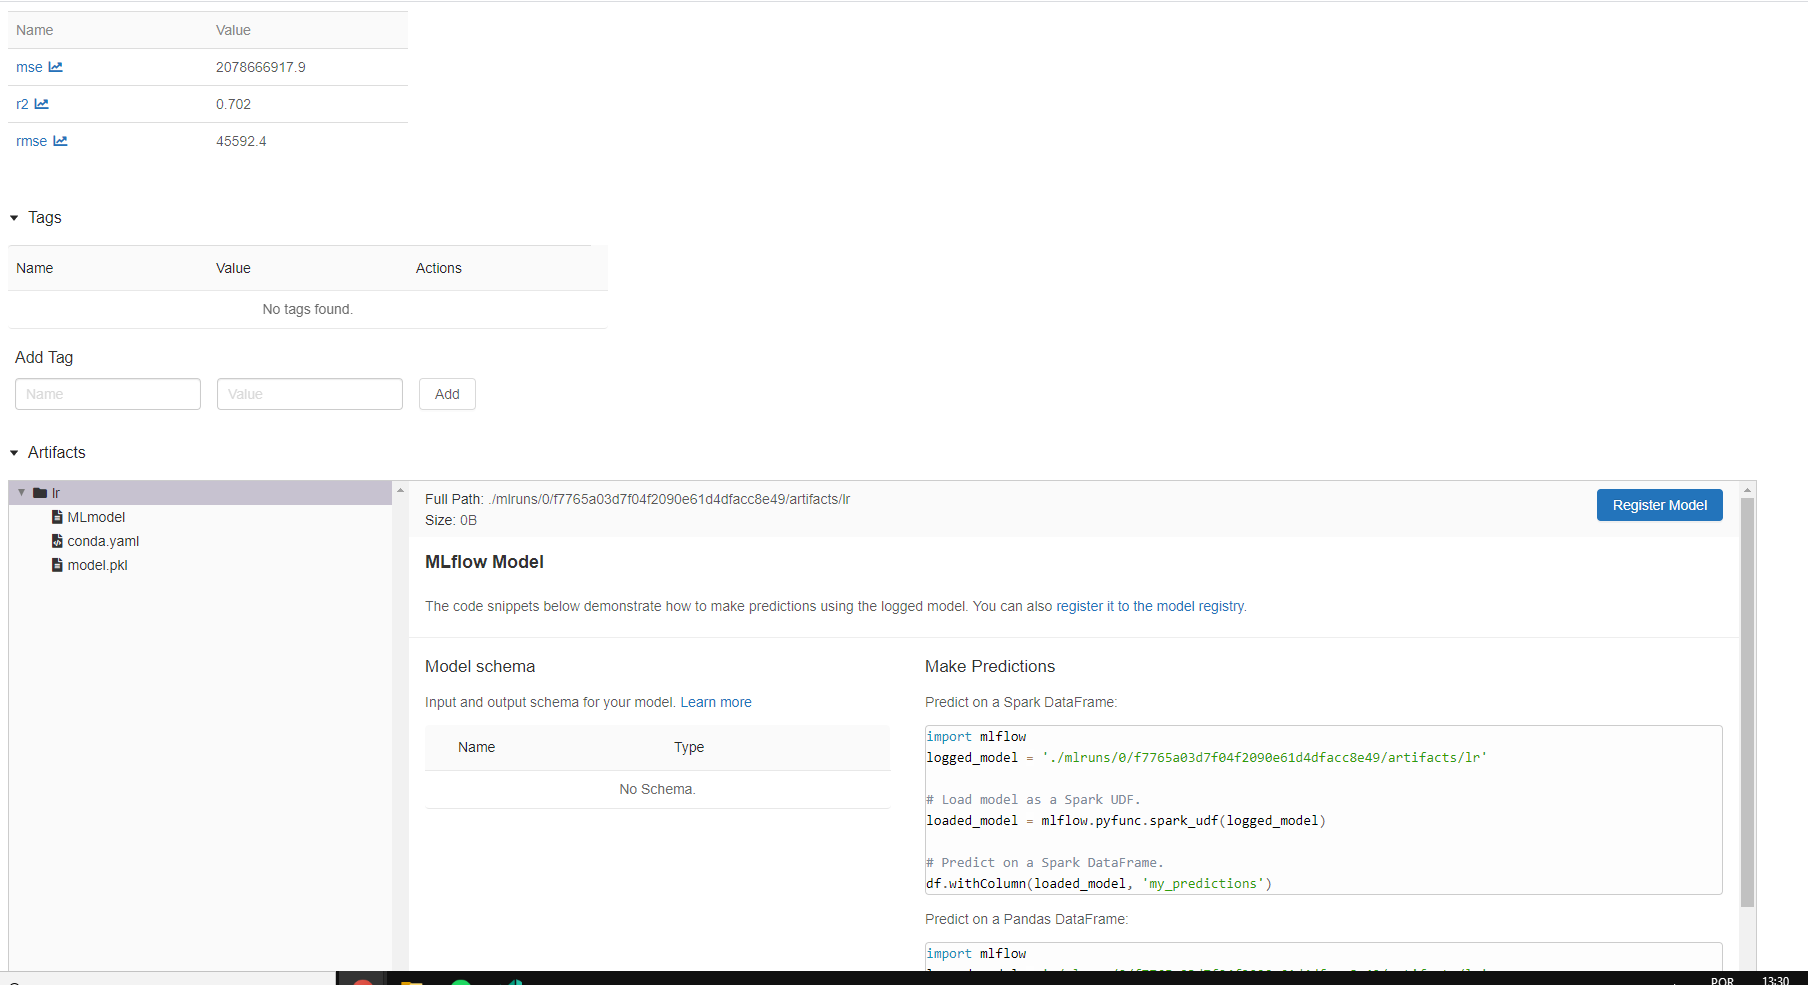 Name Value
mse 2078666917.9
r2 0.702
rmse 45592.4
Tags
Name Value Actions
No tags found.
Add Tag
Name Value Add
Artifacts
lr
MLmodel
conda.yaml
model.pkl
Full Path: ./mlruns/0/f7765a03d7f04f2090e61d4dfacc8e49/artifacts/lr
Size: 0B
Register Model
MLflow Model
The code snippets below demonstrate how to make predictions using the logged model. You can also register it to the model registry.
Model schema
Input and output schema for your model. Learn more
Name Type
No Schema.
Make Predictions
Predict on a Spark DataFrame:
import mlflow
logged_model = './mlruns/0/f7765a03d7f04f2090e61d4dfacc8e49/artifacts/lr'
# Load model as a Spark UDF.
loaded_model = mlflow.pyfunc.spark_udf(logged_model)
# Predict on a Spark DataFrame.
df.withColumn(loaded_model, 'my_predictions')
Predict on a Pandas DataFrame:
import mlflow
POR 13:30